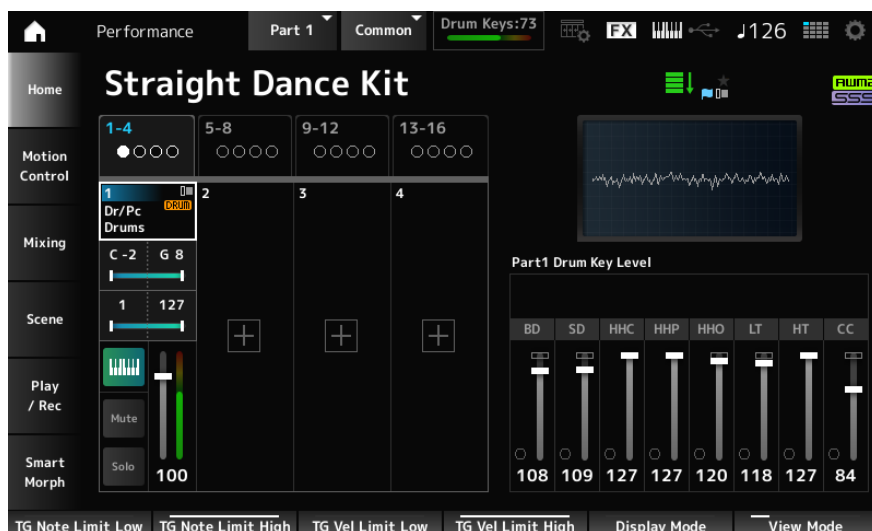 Performance
Part 1
Common
Drum Keys:73
FX
♩126
Home
Straight Dance Kit
1-4
5-8
9-12
13-16
Motion
Control
1
2
3
4
Dr/Pc
DRUM
Drums
Mixing
C -2
G 8
Part1 Drum Key Level
1
127
Scene
BD SD HHC HHP HHO LT HT CC
Play
/ Rec
Mute
Smart
Morph
Solo
100
108 109 127 127 120 118 127 84
TG Note Limit Low
TG Note Limit High
TG Vel Limit Low
TG Vel Limit High
Display Mode
View Mode